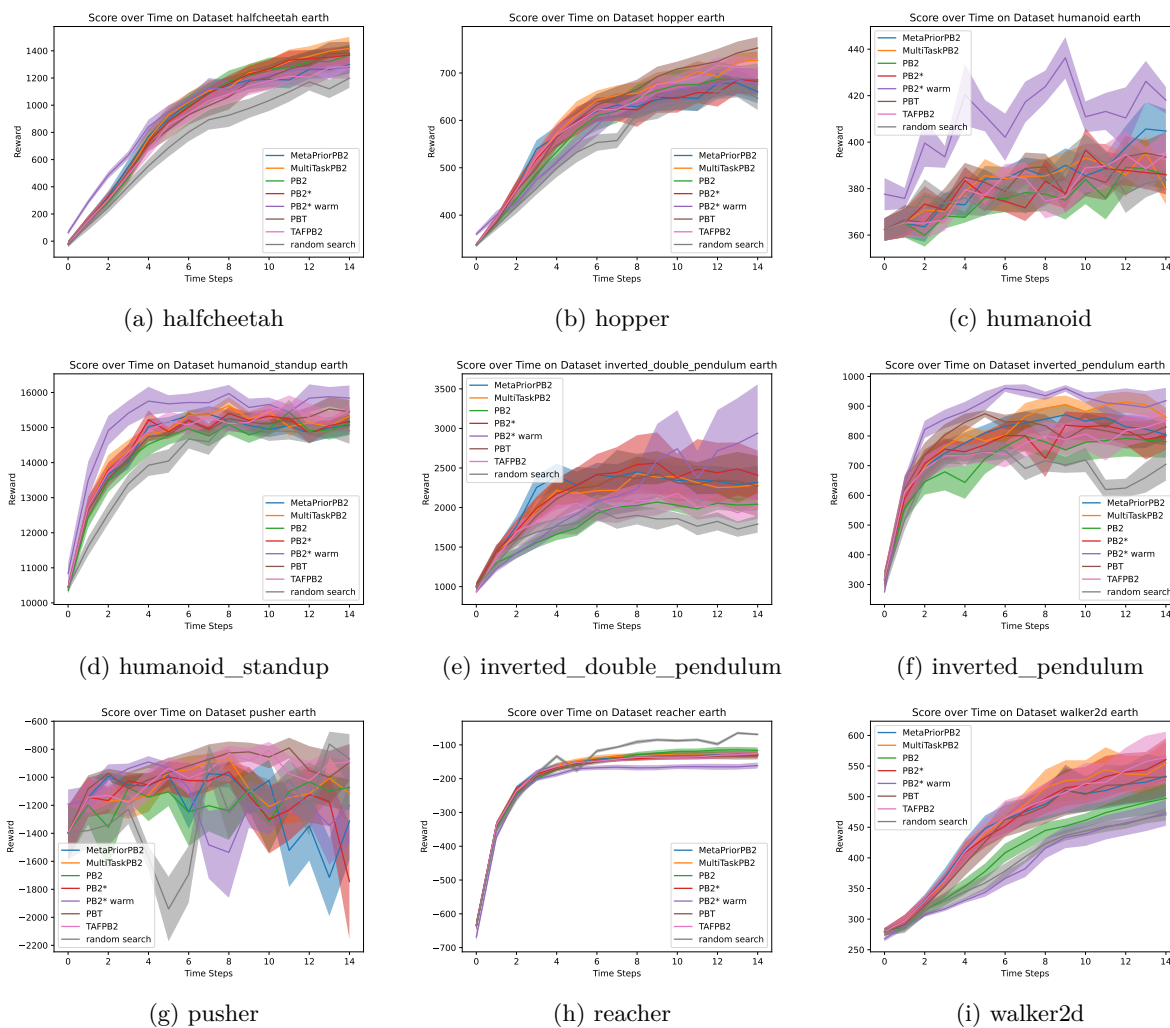 Score over Time on Dataset halfcheetah earth
Reward
1400
1200
1000
800
600
400
200
0
MetaPriorPB2
MultiTaskPB2
PB2
PB2*
PB2* warm
PBT
TAFPB2
random search
0 2 4 6 8 10 12 14
Time Steps
(a) halfcheetah
Score over Time on Dataset hopper earth
Reward
700
600
500
400
MetaPriorPB2
MultiTaskPB2
PB2
PB2*
PB2* warm
PBT
TAFPB2
random search
0 2 4 6 8 10 12 14
Time Steps
(b) hopper
Score over Time on Dataset humanoid earth
Reward
440
420
400
380
360
MetaPriorPB2
MultiTaskPB2
PB2
PB2*
PB2* warm
PBT
TAFPB2
random search
0 2 4 6 8 10 12 14
Time Steps
(c) humanoid
Score over Time on Dataset humanoid_standup earth
Reward
16000
15000
14000
13000
12000
11000
10000
MetaPriorPB2
MultiTaskPB2
PB2
PB2*
PB2* warm
PBT
TAFPB2
random search
0 2 4 6 8 10 12 14
Time Steps
(d) humanoid_standup
Score over Time on Dataset inverted_double_pendulum earth
Reward
3500
3000
2500
2000
1500
1000
MetaPriorPB2
MultiTaskPB2
PB2
PB2*
PB2* warm
PBT
TAFPB2
random search
0 2 4 6 8 10 12 14
Time Steps
(e) inverted_double_pendulum
Score over Time on Dataset inverted_pendulum earth
Reward
1000
900
800
700
600
500
400
300
MetaPriorPB2
MultiTaskPB2
PB2
PB2*
PB2* warm
PBT
TAFPB2
random search
0 2 4 6 8 10 12 14
Time Steps
(f) inverted_pendulum
Score over Time on Dataset pusher earth
Reward
−600
−800
−1000
−1200
−1400
−1600
−1800
−2000
−2200
MetaPriorPB2
MultiTaskPB2
PB2
PB2*
PB2* warm
PBT
TAFPB2
random search
0 2 4 6 8 10 12 14
Time Steps
(g) pusher
Score over Time on Dataset reacher earth
Reward
−100
−200
−300
−400
−500
−600
−700
MetaPriorPB2
MultiTaskPB2
PB2
PB2*
PB2* warm
PBT
TAFPB2
random search
0 2 4 6 8 10 12 14
Time Steps
(h) reacher
Score over Time on Dataset walker2d earth
Reward
600
550
500
450
400
350
300
250
MetaPriorPB2
MultiTaskPB2
PB2
PB2*
PB2* warm
PBT
TAFPB2
random search
0 2 4 6 8 10 12 14
Time Steps
(i) walker2d